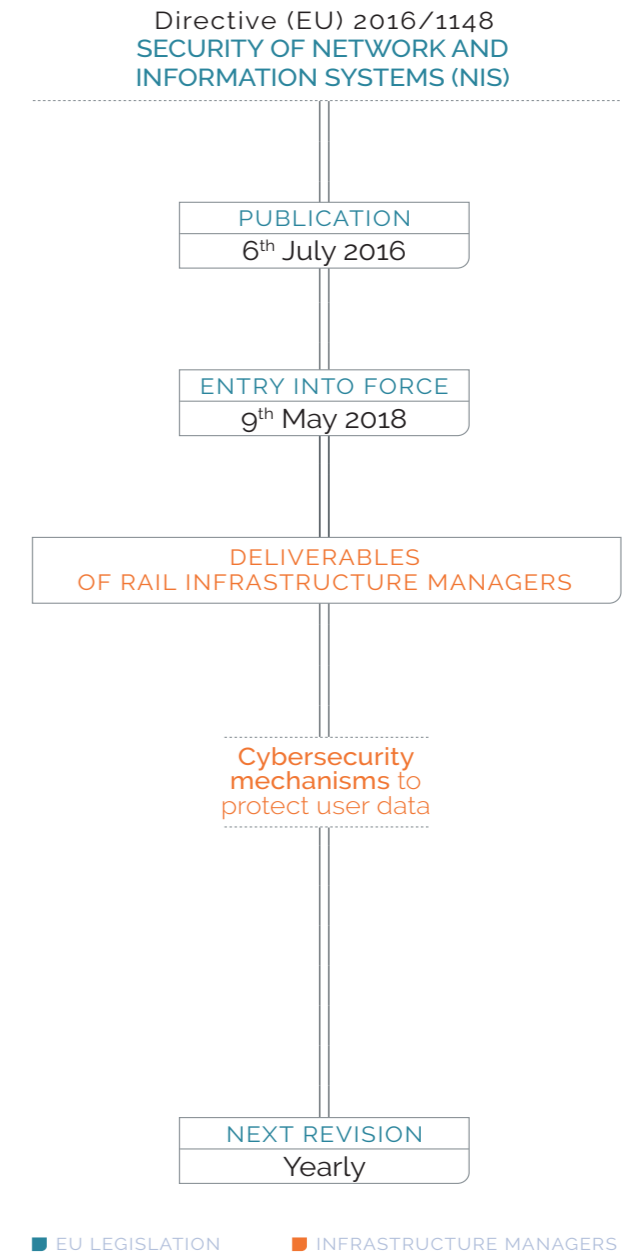 Directive (EU) 2016/1148
SECURITY OF NETWORK AND
INFORMATION SYSTEMS (NIS)
PUBLICATION
6th July 2016
ENTRY INTO FORCE
9th May 2018
DELIVERABLES
OF RAIL INFRASTRUCTURE MANAGERS
Cybersecurity
mechanisms to
protect user data
NEXT REVISION
Yearly
EU LEGISLATION
INFRASTRUCTURE MANAGERS